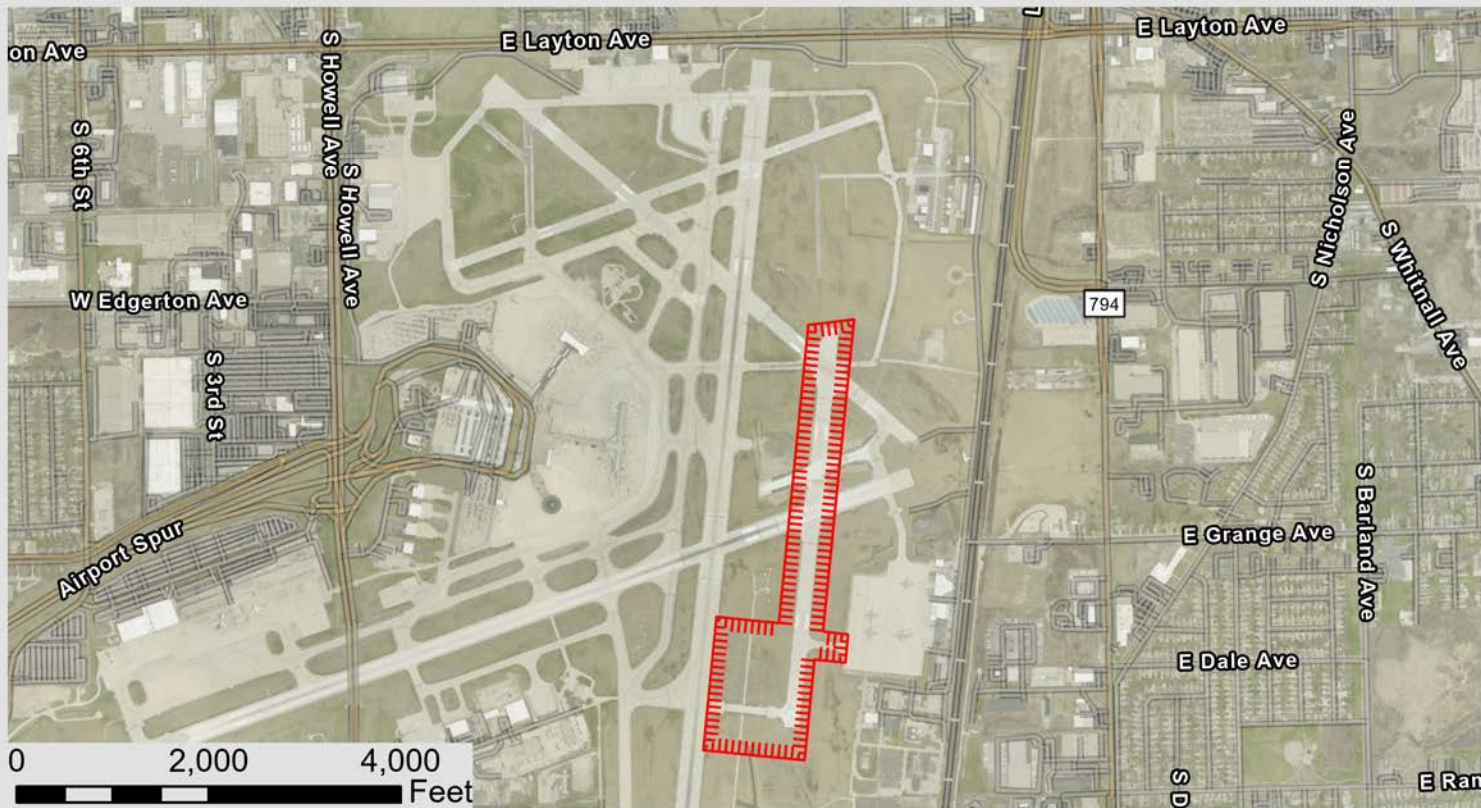 on Ave
E Layton Ave
E Layton Ave
S 6th St
S Howell Ave
S Howell Ave
S Nicholson Ave
S Whitnall Ave
W Edgerton Ave
794
S 3rd St
Airport Spur
S Barland Ave
E Grange Ave
E Dale Ave
0 2,000 4,000
Feet
S D
E Ran